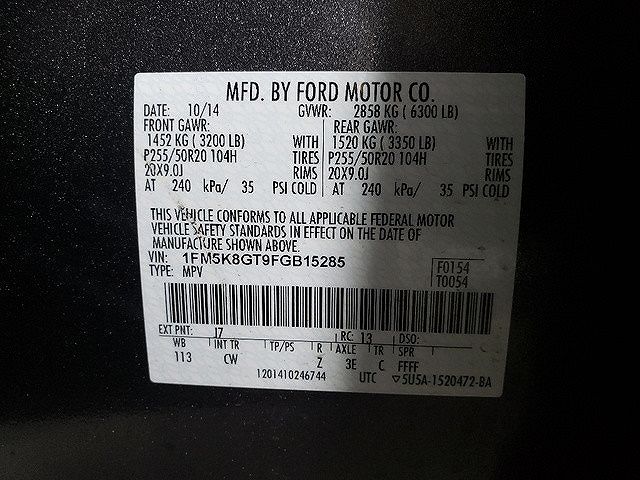 MFD. BY FORD MOTOR CO.
DATE: 10/14 GVWR: 2858 KG ( 6300 LB)
FRONT GAWR: REAR GAWR:
1452 KG ( 3200 LB) WITH 1520 KG ( 3350 LB) WITH
P255/50R20 104H TIRES P255/50R20 104H TIRES
20X9.0J RIMS 20X9.0J RIMS
AT 240 kPa/ 35 PSI COLD AT 240 kPa/ 35 PSI COLD
THIS VEHICLE CONFORMS TO ALL APPLICABLE FEDERAL MOTOR
VEHICLE SAFETY STANDARDS IN EFFECT ON THE DATE OF
MANUFACTURE SHOWN ABOVE.
VIN: 1FM5K8GT9FGB15285 F0154
TYPE: MPV T0054
EXT PNT: J7 RC: 13 DSO:
WB INT TR TP/PS R AXLE TR SPR
113 CW Z 3E C FFFF
1201410246744 UTC ▽5U5A-1520472-BA